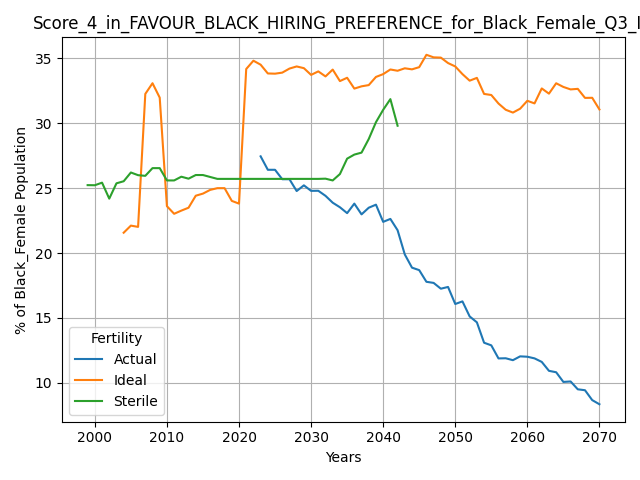 Score_4_in_FAVOUR_BLACK_HIRING_PREFERENCE_for_Black_Female_Q3_I
% of Black_Female Population
35
30
25
20
15
10
Fertility
Actual
Ideal
Sterile
2000 2010 2020 2030 2040 2050 2060 2070
Years